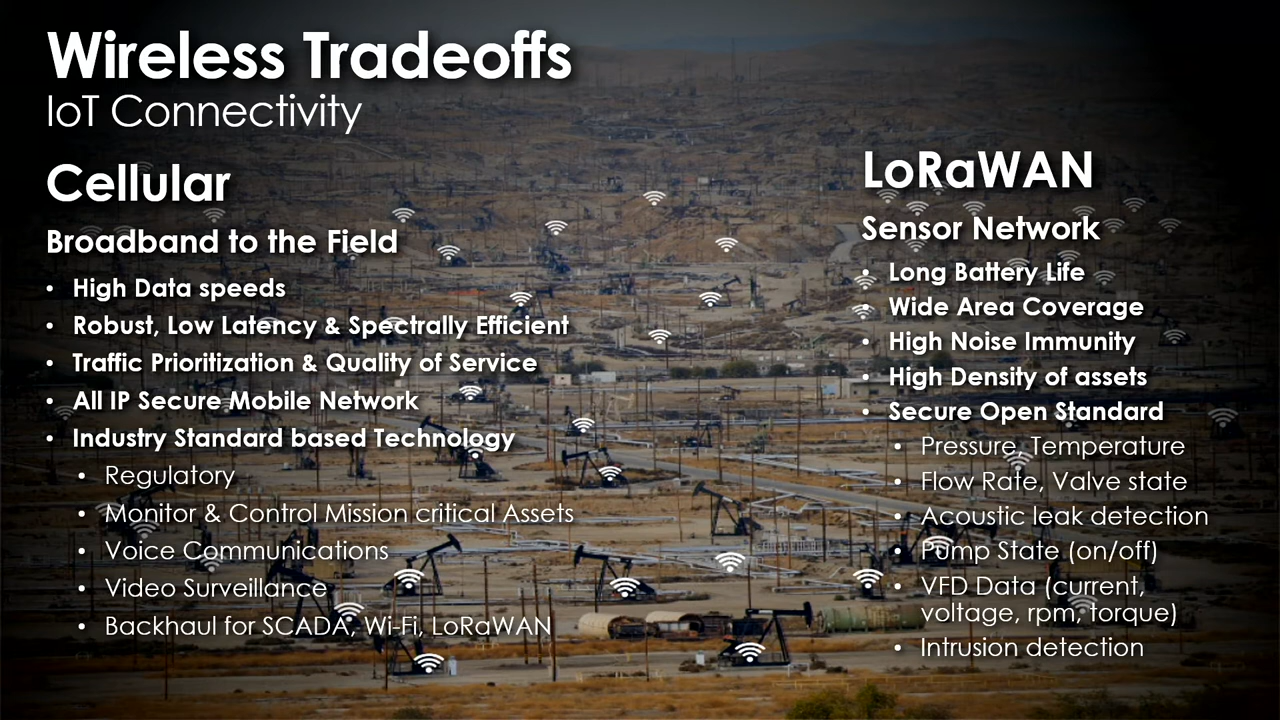 Wireless Tradeoffs
IoT Connectivity
Cellular
Broadband to the Field
• High Data speeds
• Robust, Low Latency & Spectrally Efficient
• Traffic Prioritization & Quality of Service
• All IP Secure Mobile Network
• Industry Standard based Technology
• Regulatory
• Monitor & Control Mission critical Assets
• Voice Communications
• Video Surveillance
• Backhaul for SCADA, Wi-Fi, LoRaWAN
LoRaWAN
Sensor Network
• Long Battery Life
• Wide Area Coverage
• High Noise Immunity
• High Density of assets
• Secure Open Standard
• Pressure, Temperature
• Flow Rate, Valve state
• Acoustic leak detection
• Pump State (on/off)
• VFD Data (current,
voltage, rpm, torque)
• Intrusion detection